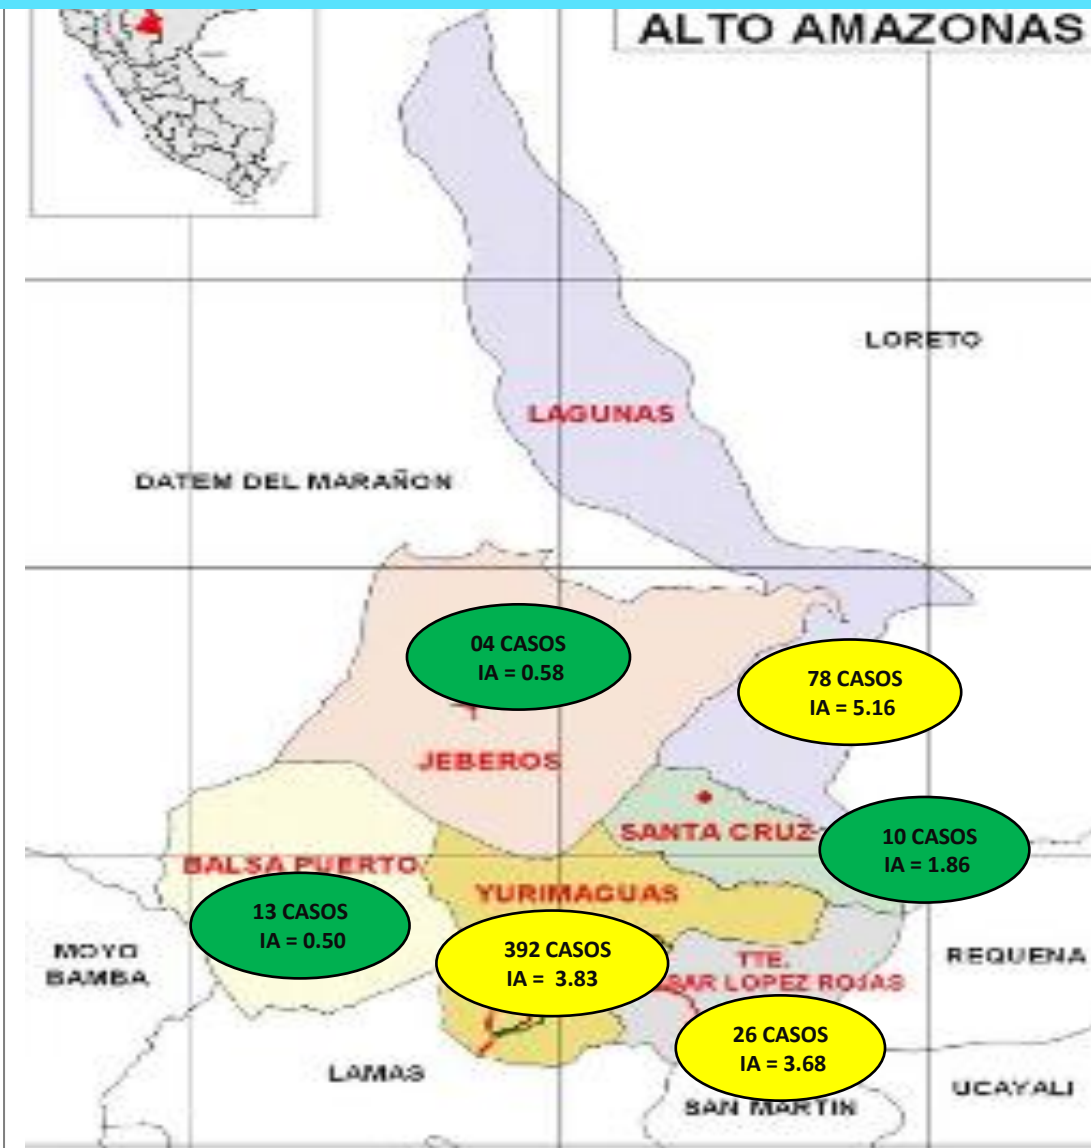 ALTO AMAZONAS
LORETO
LAGUNAS
DATEM DEL MARAÑON
04 CASOS
IA = 0.58
78 CASOS
IA = 5.16
JEBEROS
SANTA CRUZ
10 CASOS
IA = 1.86
BALSA PUERTO
YURIMAGUAS
13 CASOS
IA = 0.50
392 CASOS
IA = 3.83
MOYO
BAMBA
TTE.
SAR LOPEZ ROJAS
REQUENA
26 CASOS
IA = 3.68
LAMAS
UCAYALI
SAN MARTIN